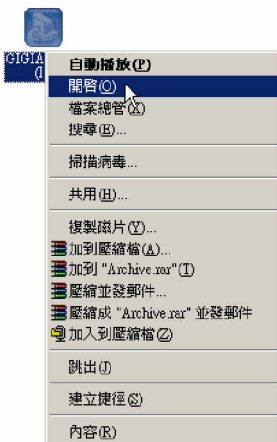 GIGIA
(I
自動播放(P)
開啓(O)
檔案總管(X)
搜尋(E)...
掃描病毒...
共用(H)...
複製磁片(Y)...
加到壓縮檔(A)...
加到 "Archive.rar"(T)
壓縮並發郵件...
壓縮成 "Archive.rar" 並發郵件
加入到壓縮檔(Z)
跳出(J)
建立捷徑(S)
內容(R)